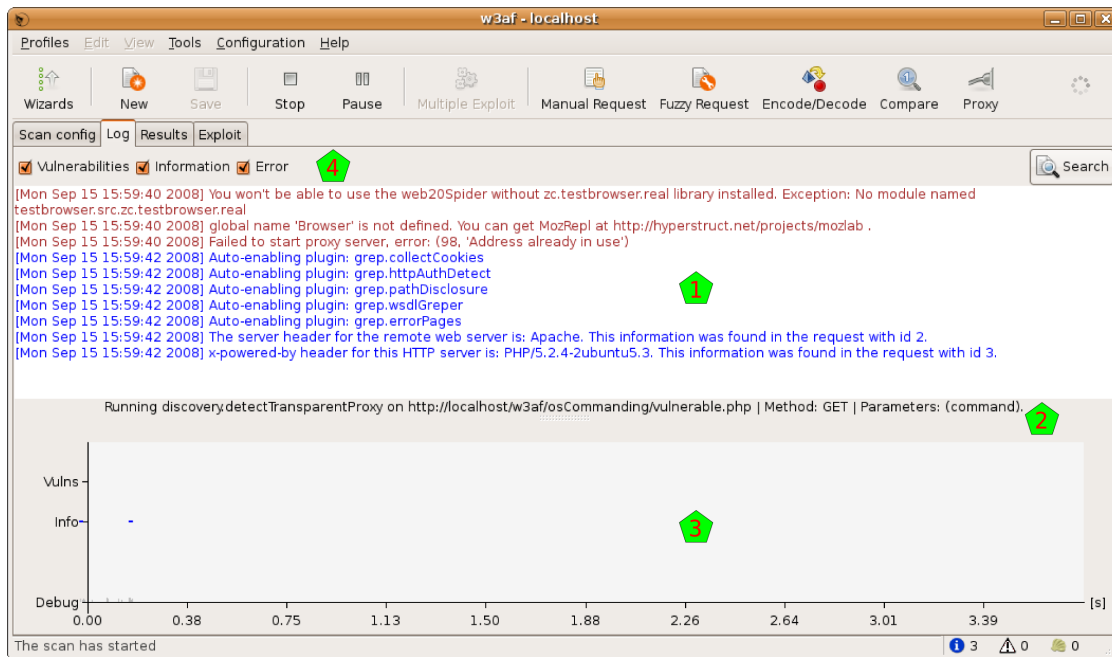 w3af - localhost
Profiles Edit View Tools Configuration Help
Wizards New Save Stop Pause Multiple Exploit Manual Request Fuzzy Request Encode/Decode Compare Proxy
Scan config Log Results Exploit
Vulnerabilities Information Error 4 Search
[Mon Sep 15 15:59:40 2008] You won't be able to use the web20Spider without zc.testbrowser.real library installed. Exception: No module named
testbrowser.src.zc.testbrowser.real
[Mon Sep 15 15:59:40 2008] global name 'Browser' is not defined. You can get MozRepl at http://hyperstruct.net/projects/mozlab .
[Mon Sep 15 15:59:40 2008] Failed to start proxy server, error: (98, 'Address already in use')
[Mon Sep 15 15:59:42 2008] Auto-enabling plugin: grep.collectCookies
[Mon Sep 15 15:59:42 2008] Auto-enabling plugin: grep.httpAuthDetect
[Mon Sep 15 15:59:42 2008] Auto-enabling plugin: grep.pathDisclosure
[Mon Sep 15 15:59:42 2008] Auto-enabling plugin: grep.wsdlGreper
[Mon Sep 15 15:59:42 2008] Auto-enabling plugin: grep.errorPages
[Mon Sep 15 15:59:42 2008] The server header for the remote web server is: Apache. This information was found in the request with id 2.
[Mon Sep 15 15:59:42 2008] x-powered-by header for this HTTP server is: PHP/5.2.4-2ubuntu5.3. This information was found in the request with id 3.
1
Running discovery.detectTransparentProxy on http://localhost/w3af/osCommanding/vulnerable.php | Method: GET | Parameters: (command).
2
Vulns
Info
3
Debug
[s]
0.00 0.38 0.75 1.13 1.50 1.88 2.26 2.64 3.01 3.39
The scan has started 3 0 0